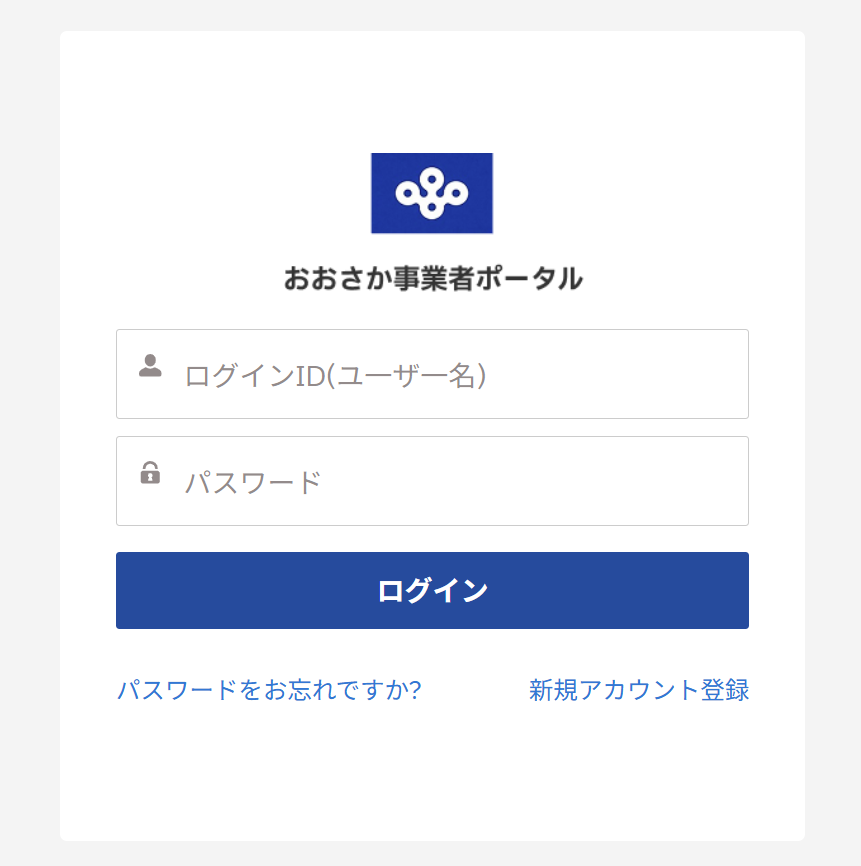 おおさか事業者ポータル
ログインID(ユーザー名)
パスワード
ログイン
パスワードをお忘れですか?
新規アカウント登録